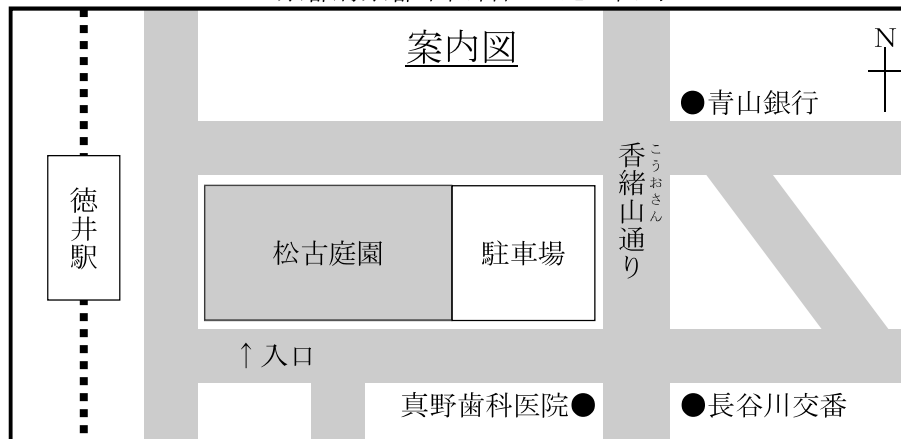 案内図
N
青山銀行
徳井駅
松古庭園
駐車場
香緒山通り
こうおさん
↑入口
真野歯科医院
長谷川交番